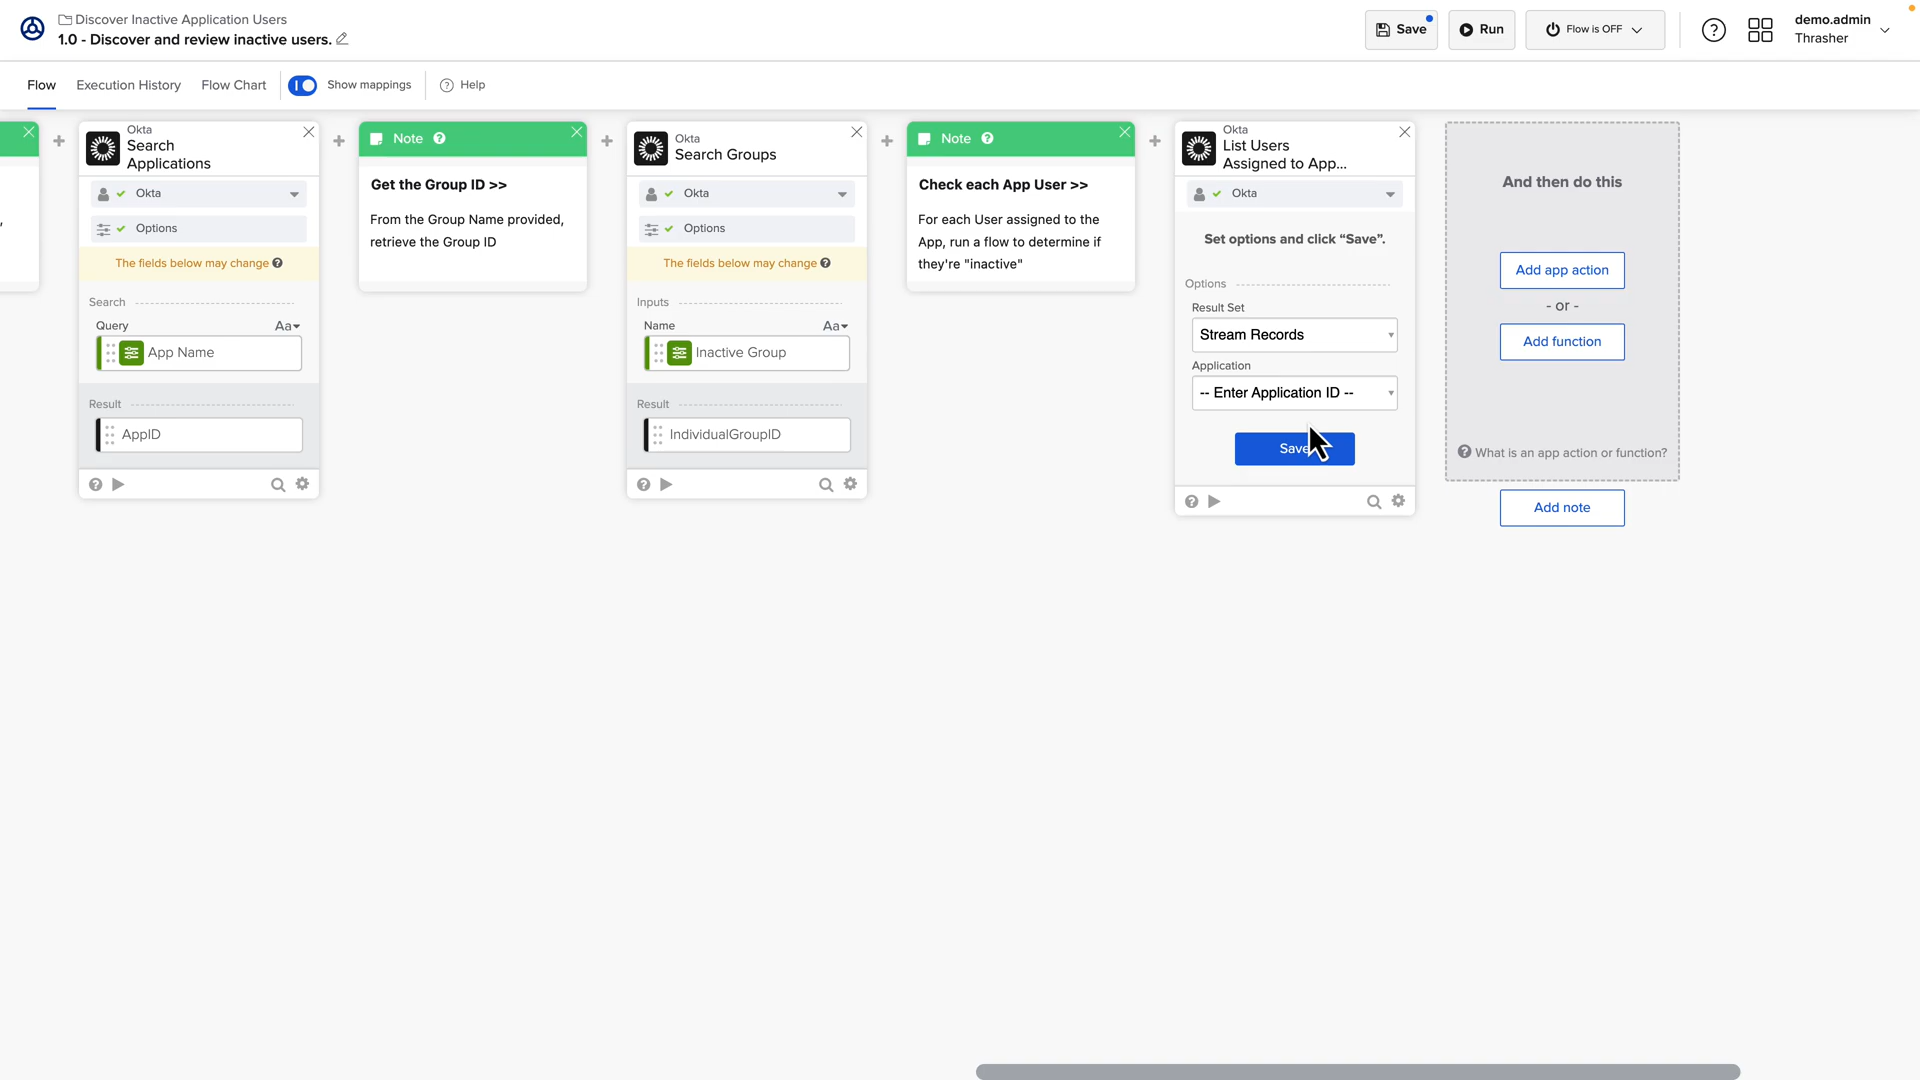 Discover Inactive Application Users
1.0 - Discover and review inactive users.
Save
Run
Flow is OFF
demo.admin
Thrasher
Flow
Execution History
Flow Chart
Show mappings
Help
Okta
Search
Applications
Okta
Options
The fields below may change
Search
Query
Aa
App Name
Result
AppID
Note
Get the Group ID >>
From the Group Name provided,
retrieve the Group ID
Okta
Search Groups
Okta
Options
The fields below may change
Inputs
Name
Aa
Inactive Group
Result
IndividualGroupID
Note
Check each App User >>
For each User assigned to the
App, run a flow to determine if
they're "inactive"
Okta
List Users
Assigned to App...
Okta
Set options and click “Save”.
Options
Result Set
Stream Records
Application
-- Enter Application ID --
Save
And then do this
Add app action
- or -
Add function
What is an app action or function?
Add note